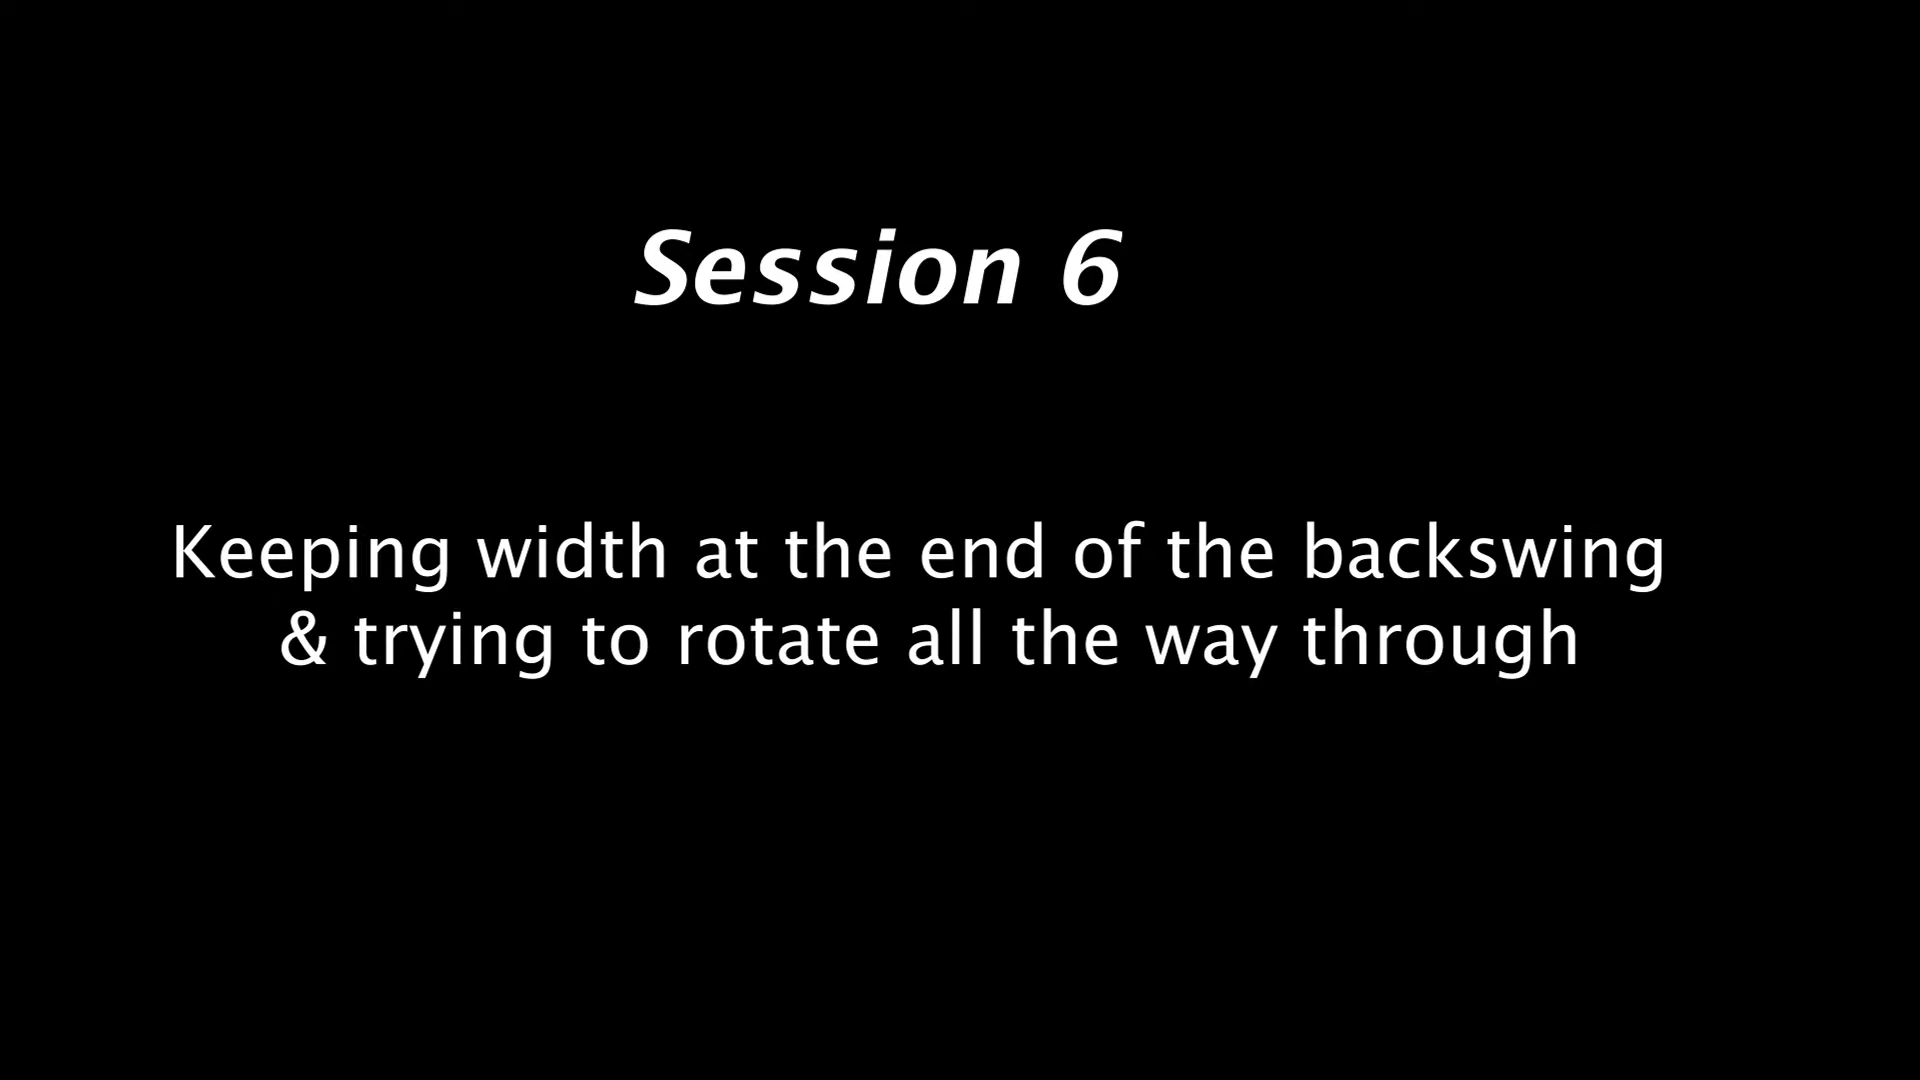 Session 6
Keeping width at the end of the backswing
& trying to rotate all the way through